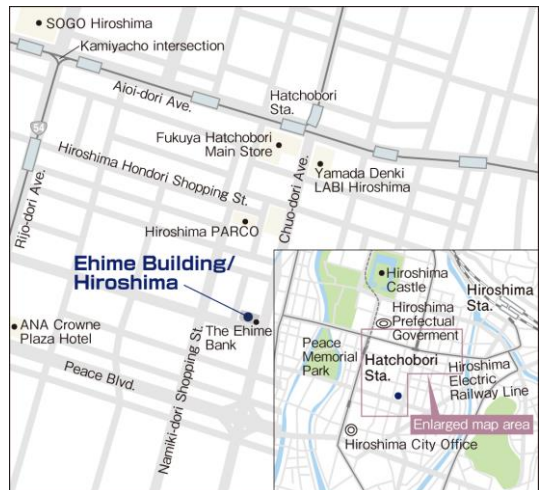 SOGO Hiroshima
Kamiyacho intersection
Aioi-dori Ave.
Hatchobori
Sta.
Fukuya Hatchobori
Main Store
54
Hiroshima Hondori Shopping St.
Yamada Denki
LABI Hiroshima
Rijo-dori Ave.
Chuo-dori Ave.
Hiroshima PARCO
Ehime Building/
Hiroshima
The Ehime
Bank
ANA Crowne
Plaza Hotel
Peace Blvd.
Namiki-dori Shopping St.
Hiroshima
Castle
Hiroshima
Sta.
Hiroshima
Prefectual
Goverment
Peace
Memorial
Park
Hatchobori
Sta.
Hiroshima
Electric
Railway Line
Enlarged map area
Hiroshima City Office